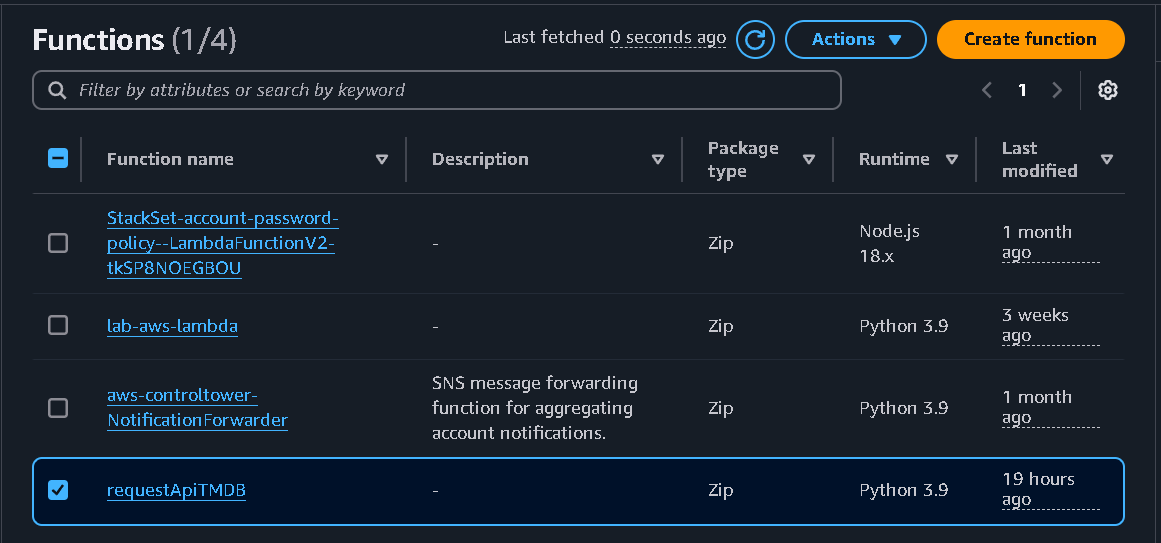 Functions (1/4)
Last fetched 0 seconds ago
Actions
Create function
Filter by attributes or search by keyword
1
Function name
Description
Package type
Runtime
Last modified
StackSet-account-password-
policy--LambdaFunctionV2-
tkSP8NOEGBOU
-
Zip
Node.js
18.x
1 month
ago
lab-aws-lambda
-
Zip
Python 3.9
3 weeks
ago
aws-controltower-
NotificationForwarder
SNS message forwarding
function for aggregating
account notifications.
Zip
Python 3.9
1 month
ago
requestApiTMDB
-
Zip
Python 3.9
19 hours
ago